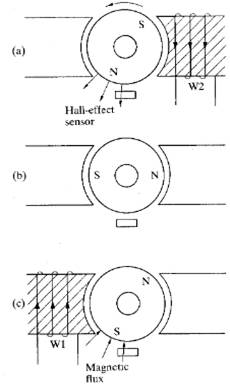 (a)
S
N
W2
Hall-effect
sensor
(b)
S
N
(c)
N
S
W1
Magnetic
flux